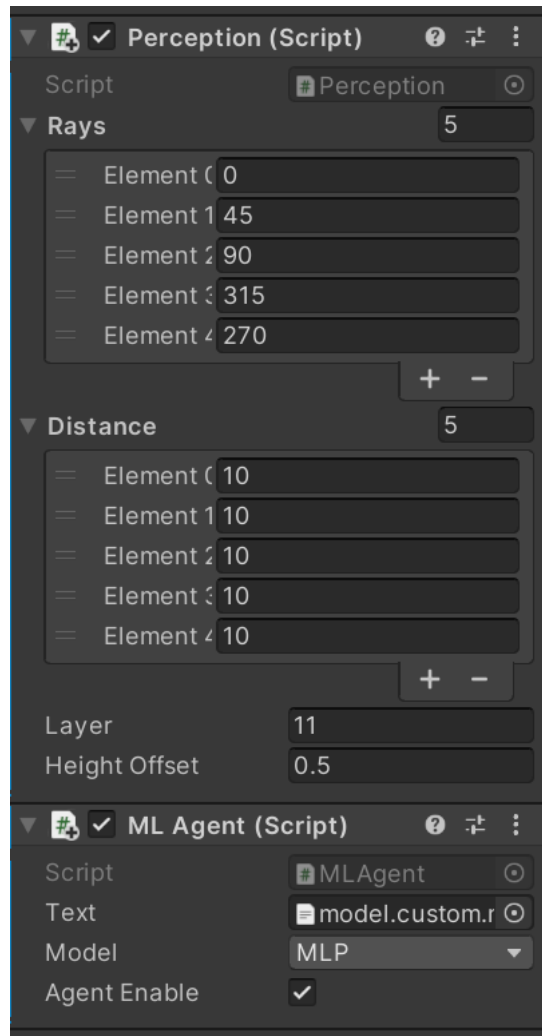 Perception (Script)
Script Perception
Rays 5
Element 0
45
Element 1
90
Element 315
Element 270
Distance 5
Element 10
Element 1 10
Element 10
Element 10
Element 10
Layer 11
Height Offset 0.5
ML Agent (Script)
Script MLAgent
Text model.custom.
Model MLP
Agent Enable